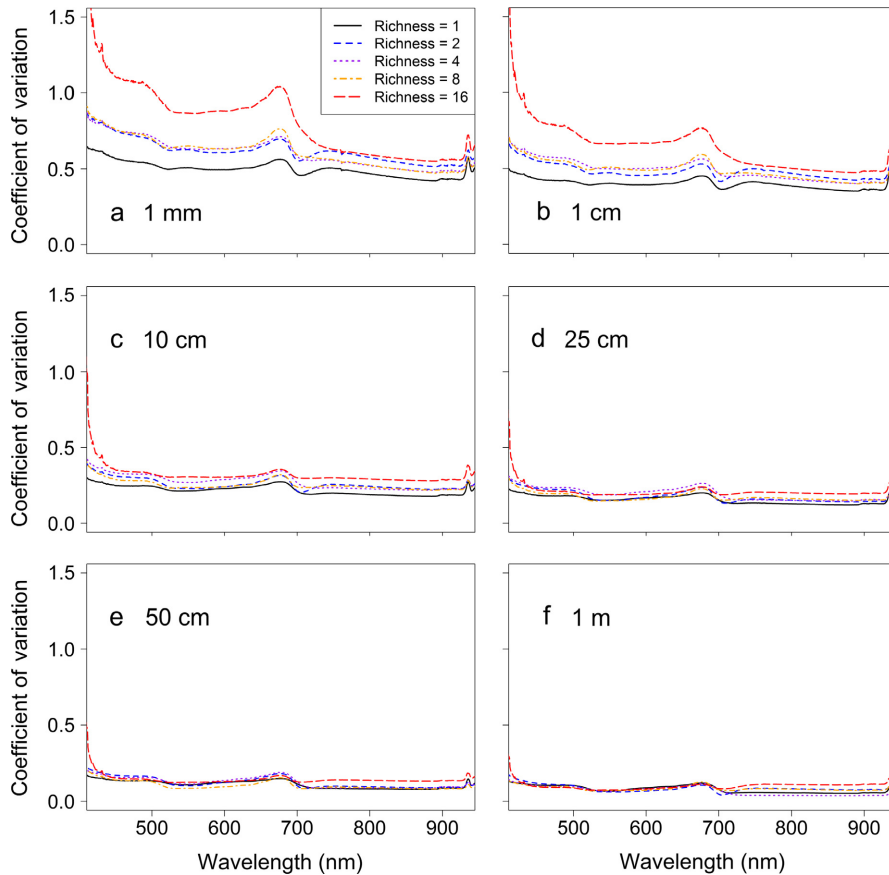 1.5
1.0
0.5
0.0
Coefficient of variation
a 1 mm
Richness = 1
Richness = 2
Richness = 4
Richness = 8
Richness = 16
b 1 cm
1.5
1.0
0.5
0.0
Coefficient of variation
c 10 cm
d 25 cm
1.5
1.0
0.5
0.0
Coefficient of variation
e 50 cm
f 1 m
500 600 700 800 900
500 600 700 800 900
Wavelength (nm)
Wavelength (nm)